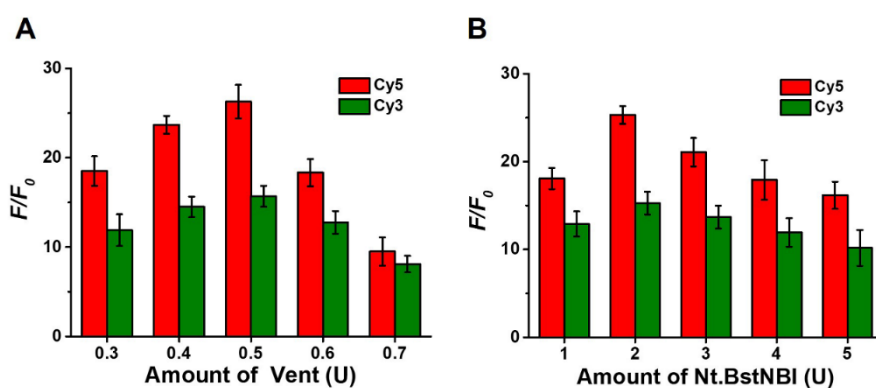 A
30
20
10
0
F/F0
Cy5
Cy3
0.3 0.4 0.5 0.6 0.7
Amount of Vent (U)
B
30
20
10
0
F/F0
Cy5
Cy3
1 2 3 4 5
Amount of Nt.BstNBI (U)